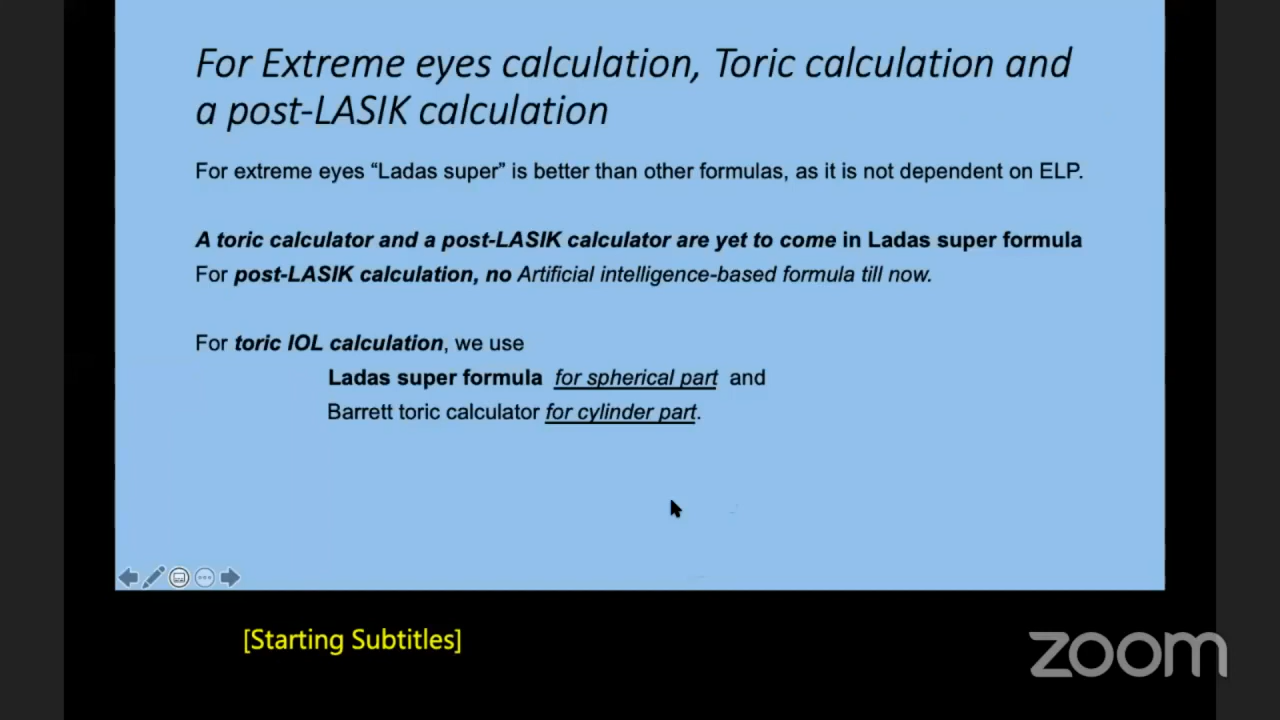 For Extreme eyes calculation, Toric calculation and
a post-LASIK calculation
For extreme eyes “Ladas super” is better than other formulas, as it is not dependent on ELP.
A toric calculator and a post-LASIK calculator are yet to come in Ladas super formula
For post-LASIK calculation, no Artificial intelligence-based formula till now.
For toric IOL calculation, we use
Ladas super formula for spherical part and
Barrett toric calculator for cylinder part.
[Starting Subtitles]
zoom